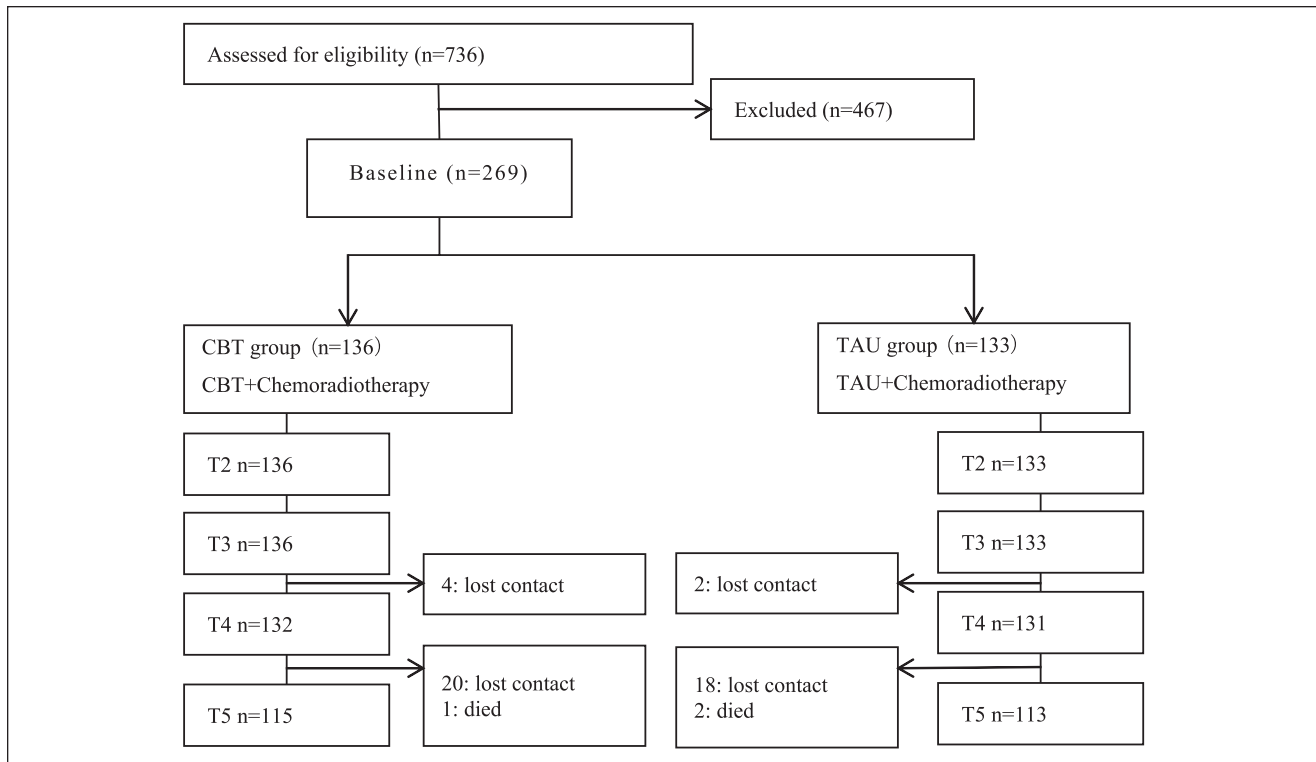 Assessed for eligibility (n=736)
Excluded (n=467)
Baseline (n=269)
CBT group（n=136）
CBT+Chemoradiotherapy
TAU group（n=133）
TAU+Chemoradiotherapy
T2 n=136
T3 n=136
4: lost contact
T4 n=132
20: lost contact
1: died
T5 n=115
T2 n=133
T3 n=133
2: lost contact
T4 n=131
18: lost contact
2: died
T5 n=113